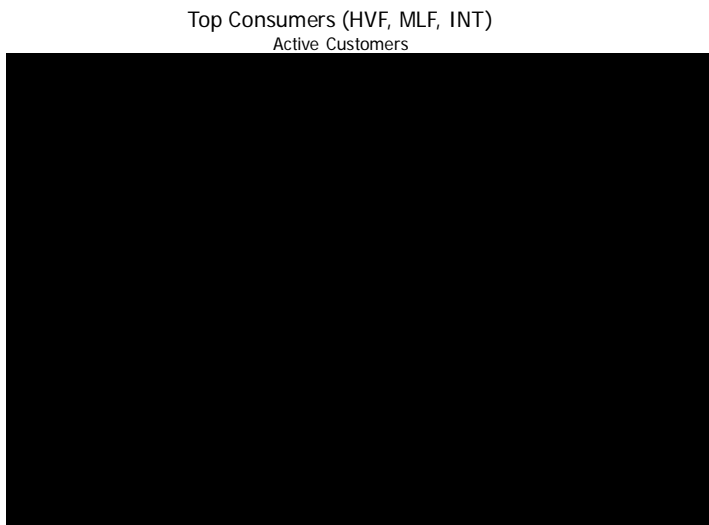 Top Consumers (HVF, MLF, INT)
Active Customers